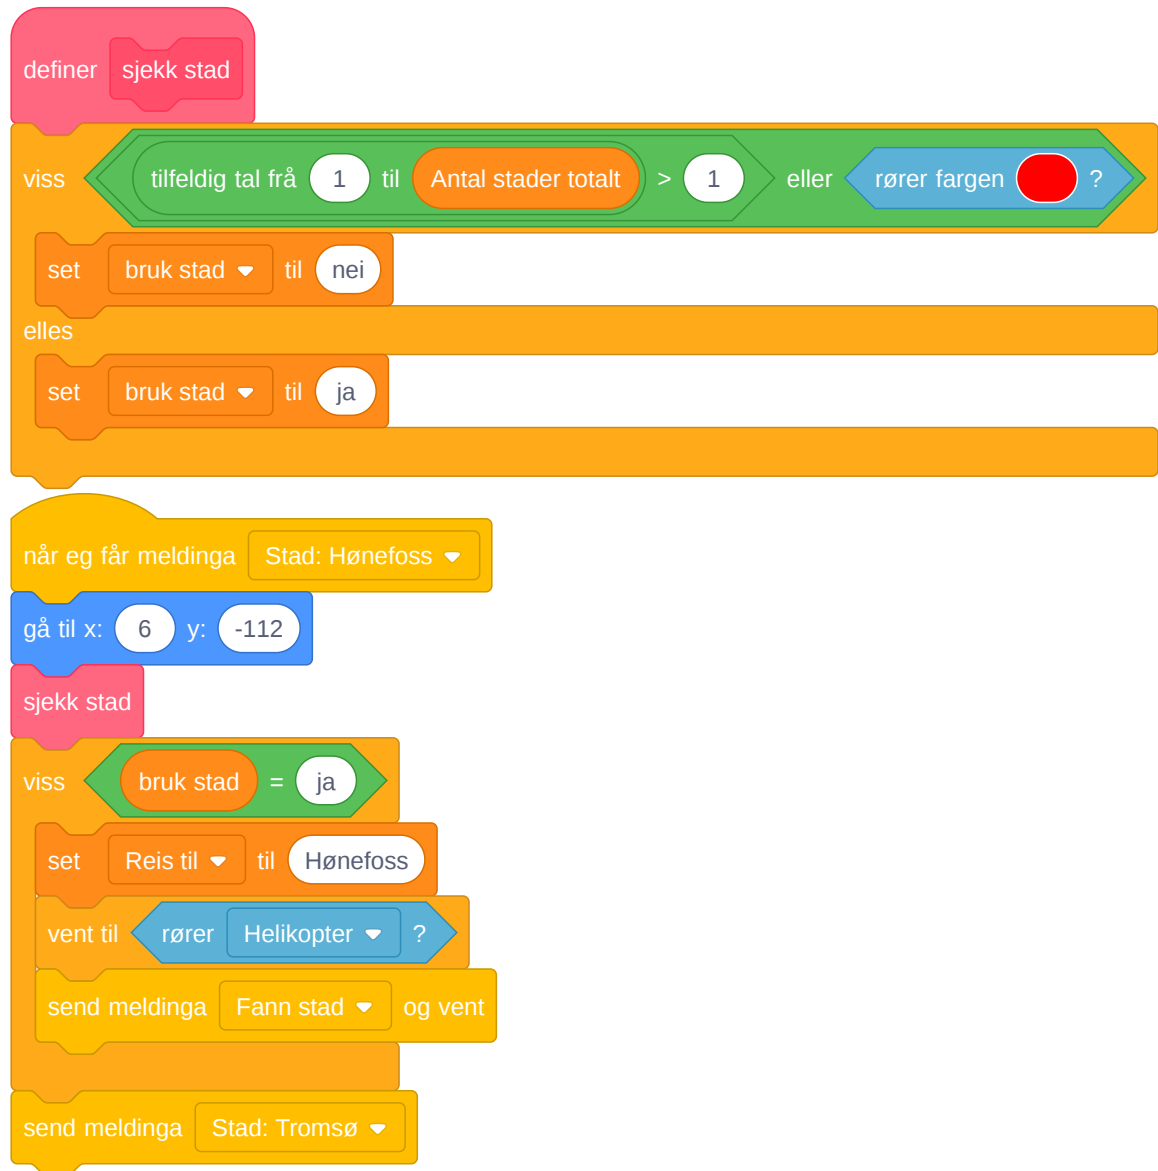 definer sjekk stad
viss tilfeldig tal frå 1 til Antal stader totalt > 1 eller rører fargen ?
set bruk stad til nei
elles
set bruk stad til ja
når eg får meldinga Stad: Hønefoss
gå til x: 6 y: -112
sjekk stad
viss bruk stad = ja
set Reis til til Hønefoss
vent til rører Helikopter ?
send meldinga Fann stad og vent
send meldinga Stad: Tromsø